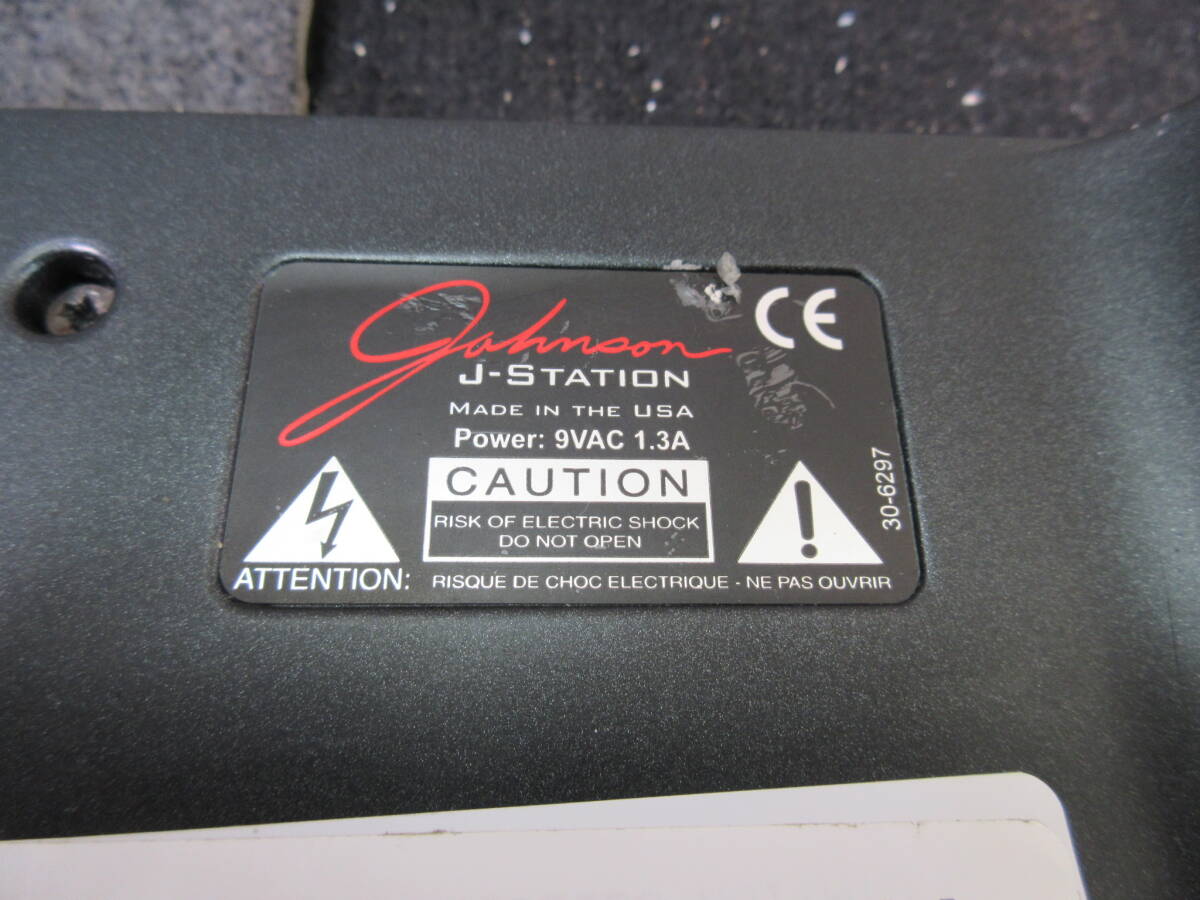 Johnson
CE
J-STATION
MADE IN THE USA
Power: 9VAC 1.3A
CAUTION
RISK OF ELECTRIC SHOCK
DO NOT OPEN
30-6297
ATTENTION: RISQUE DE CHOC ELECTRIQUE - NE PAS OUVRIR